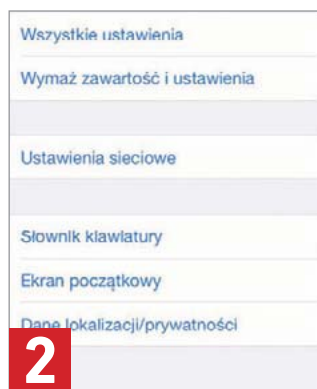 Wszystkie ustawienia
Wymaż zawartość i ustawienia
Ustawienia sieciowe
Słownik klawiatury
Ekran początkowy
Dane lokalizacji/prywatności
2